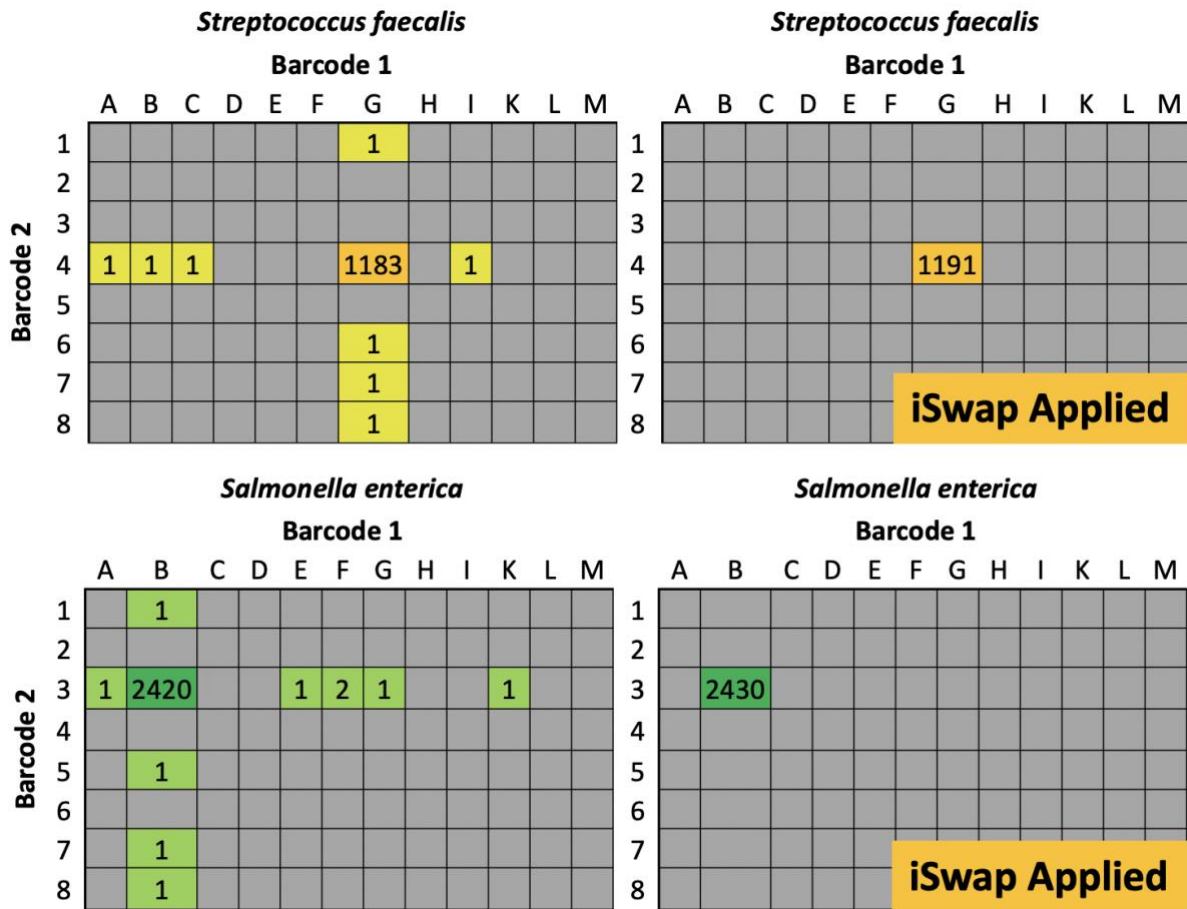 Streptococcus faecalis Streptococcus faecalis
Barcode 1 Barcode 1
A B C D E F G H I K L M A B C D E F G H I K L M
1 1 1
2 2
3 3
Barcode 2
4 1 1 1 1183 1 4 1191
5 5
6 1 6
7 1 7
8 1 8
iSwap Applied
Salmonella enterica Salmonella enterica
Barcode 1 Barcode 1
A B C D E F G H I K L M A B C D E F G H I K L M
1 1 1
2 2
3 1 2420 1 2 1 1 3 2430
Barcode 2
4 4
5 1 5
6 6
7 1 7
8 1 8
iSwap Applied